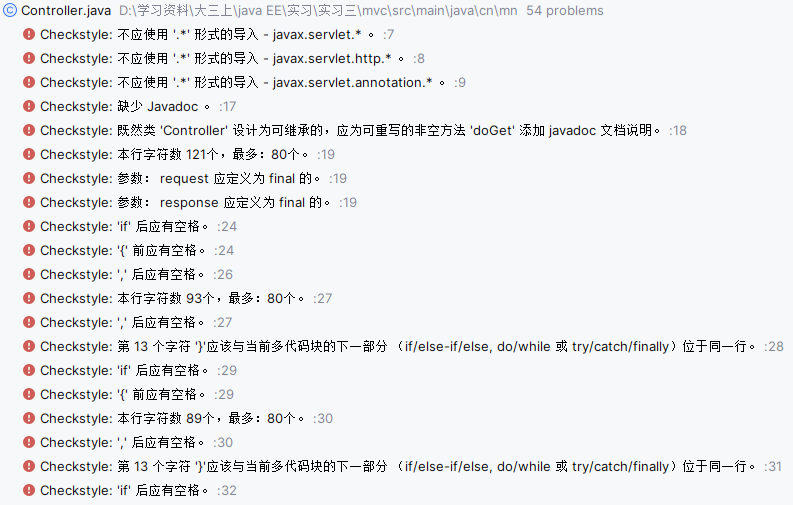 Controller.java D:\学习资料\大三上\java EE\实习\实习三\mvc\src\main\java\cn\mn 54 problems
Checkstyle: 不应使用 '.*' 形式的导入 - javax.servlet.* 。 :7
Checkstyle: 不应使用 '.*' 形式的导入 - javax.servlet.http.* 。 :8
Checkstyle: 不应使用 '.*' 形式的导入 - javax.servlet.annotation.* 。 :9
Checkstyle: 缺少 Javadoc 。 :17
Checkstyle: 既然类 'Controller' 设计为可继承的，应为可重写的非空方法 'doGet' 添加 javadoc 文档说明。 :18
Checkstyle: 本行字符数 121个，最多：80个。 :19
Checkstyle: 参数： request 应定义为 final 的。 :19
Checkstyle: 参数： response 应定义为 final 的。 :19
Checkstyle: 'if' 后应有空格。 :24
Checkstyle: '{' 前应有空格。 :24
Checkstyle: ',' 后应有空格。 :26
Checkstyle: 本行字符数 93个，最多：80个。 :27
Checkstyle: ',' 后应有空格。 :27
Checkstyle: 第 13 个字符 '}'应该与当前多代码块的下一部分 （if/else-if/else, do/while 或 try/catch/finally）位于同一行。 :28
Checkstyle: 'if' 后应有空格。 :29
Checkstyle: '{' 前应有空格。 :29
Checkstyle: 本行字符数 89个，最多：80个。 :30
Checkstyle: ',' 后应有空格。 :30
Checkstyle: 第 13 个字符 '}'应该与当前多代码块的下一部分 （if/else-if/else, do/while 或 try/catch/finally）位于同一行。 :31
Checkstyle: 'if' 后应有空格。 :32